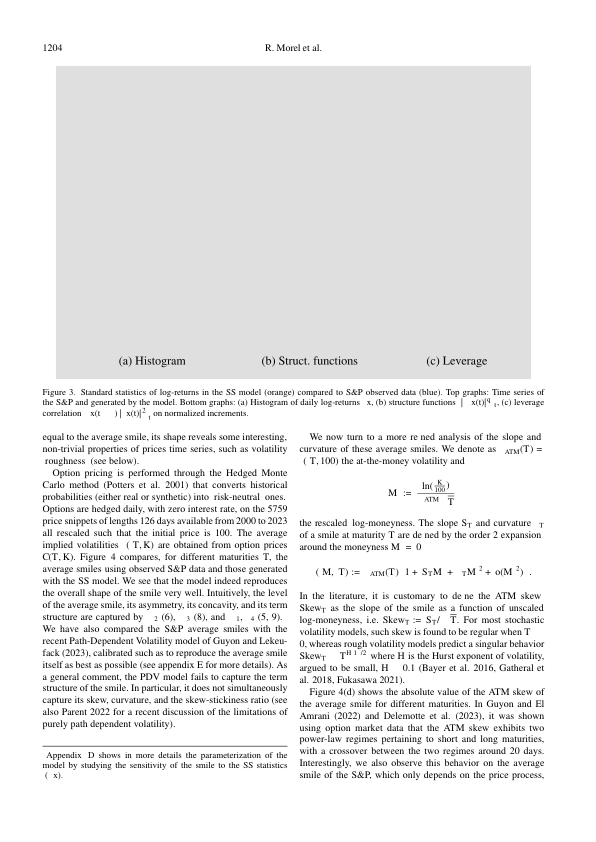 1204
R. Morel et al.
(a) Histogram
(b) Struct. functions
(c) Leverage
Figure 3. Standard statistics of log-returns in the SS model (orange) compared to S&P observed data (blue). Top graphs: Time series of
the S&P and generated by the model. Bottom graphs: (a) Histogram of daily log-returns x, (b) structure functions | x(t)|^q t, (c) leverage
correlation x(t ) | x(t)|^2 t on normalized increments.
equal to the average smile, its shape reveals some interesting,
non-trivial properties of prices time series, such as volatility
roughness (see below).
Option pricing is performed through the Hedged Monte
Carlo method (Potters et al. 2001) that converts historical
probabilities (either real or synthetic) into risk-neutral ones.
Options are hedged daily, with zero interest rate, on the 5759
price snippets of lengths 126 days available from 2000 to 2023
all rescaled such that the initial price is 100. The average
implied volatilities ( T, K) are obtained from option prices
C(T, K). Figure 4 compares, for different maturities T, the
average smiles using observed S&P data and those generated
with the SS model. We see that the model indeed reproduces
the overall shape of the smile very well. Intuitively, the level
of the average smile, its asymmetry, its concavity, and its term
structure are captured by 2 (6), 3 (8), and 1, 4 (5, 9).
We have also compared the S&P average smiles with the
recent Path-Dependent Volatility model of Guyon and Lekeu-
fack (2023), calibrated such as to reproduce the average smile
itself as best as possible (see appendix E for more details). As
a general comment, the PDV model fails to capture the term
structure of the smile. In particular, it does not simultaneously
capture its skew, curvature, and the skew-stickiness ratio (see
also Parent 2022 for a recent discussion of the limitations of
purely path dependent volatility).
Appendix D shows in more details the parameterization of the
model by studying the sensitivity of the smile to the SS statistics
( x).
We now turn to a more re ned analysis of the slope and
curvature of these average smiles. We denote as ATM(T) =
( T, 100) the at-the-money volatility and
M := ln(K/100) / ATM T
the rescaled log-moneyness. The slope S_T and curvature T
of a smile at maturity T are de ned by the order 2 expansion
around the moneyness M = 0
( M, T) := ATM(T) 1 + S_T M + T M^2 + o(M^2) .
In the literature, it is customary to de ne the ATM skew
Skew_T as the slope of the smile as a function of unscaled
log-moneyness, i.e. Skew_T := S_T/ T. For most stochastic
volatility models, such skew is found to be regular when T
0, whereas rough volatility models predict a singular behavior
Skew_T T^H 1/2 where H is the Hurst exponent of volatility,
argued to be small, H 0.1 (Bayer et al. 2016, Gatheral et
al. 2018, Fukasawa 2021).
Figure 4(d) shows the absolute value of the ATM skew of
the average smile for different maturities. In Guyon and El
Amrani (2022) and Delemotte et al. (2023), it was shown
using option market data that the ATM skew exhibits two
power-law regimes pertaining to short and long maturities,
with a crossover between the two regimes around 20 days.
Interestingly, we also observe this behavior on the average
smile of the S&P, which only depends on the price process,